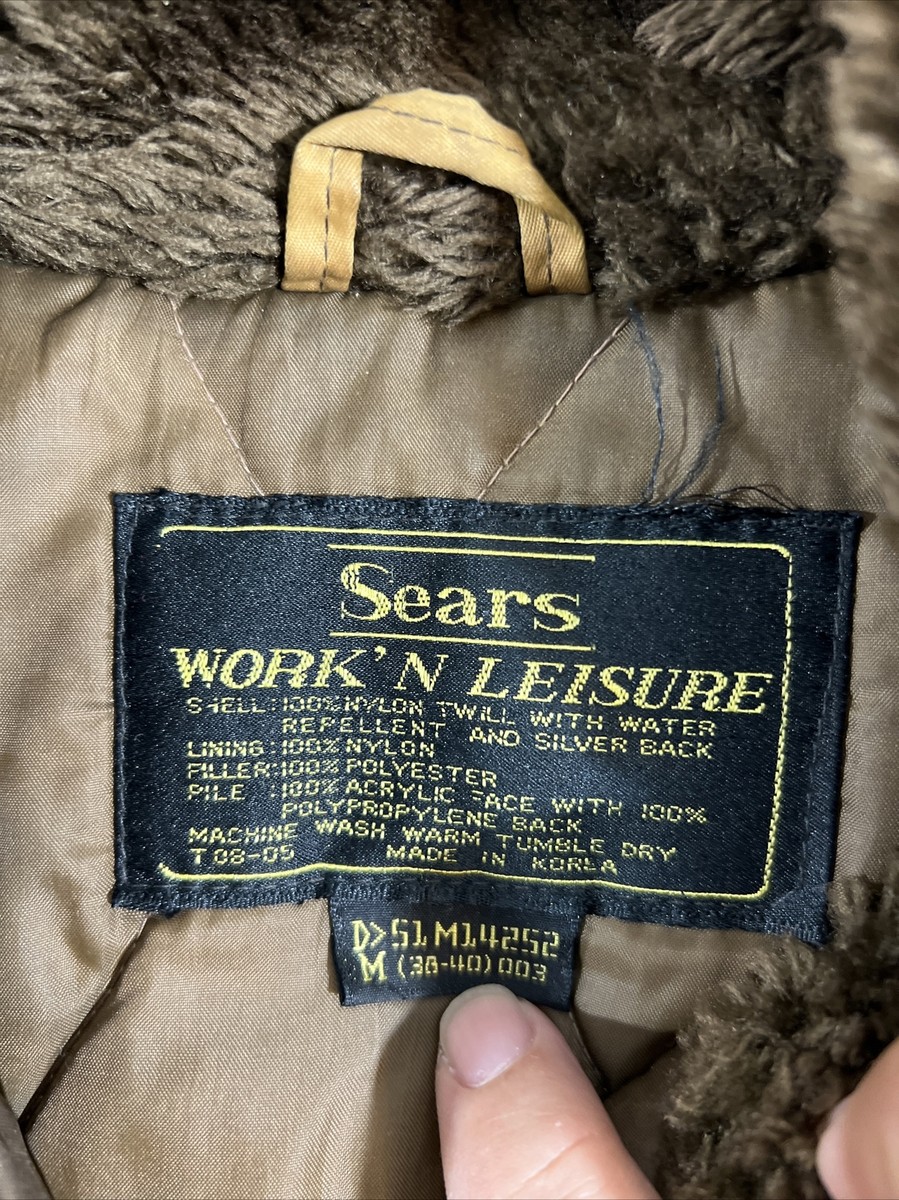 Sears
WORK'N LEISURE
SHELL:100% NYLON TWILL WITH WATER
REPELLENT AND SILVER BACK
LINING:100% NYLON
FILLER:100% POLYESTER
PILE :100% ACRYLIC FACE WITH 100%
POLYPROPYLENE BACK
MACHINE WASH WARM TUMBLE DRY
T08-05 MADE IN KOREA
D>51M14252
M (38-40) 003